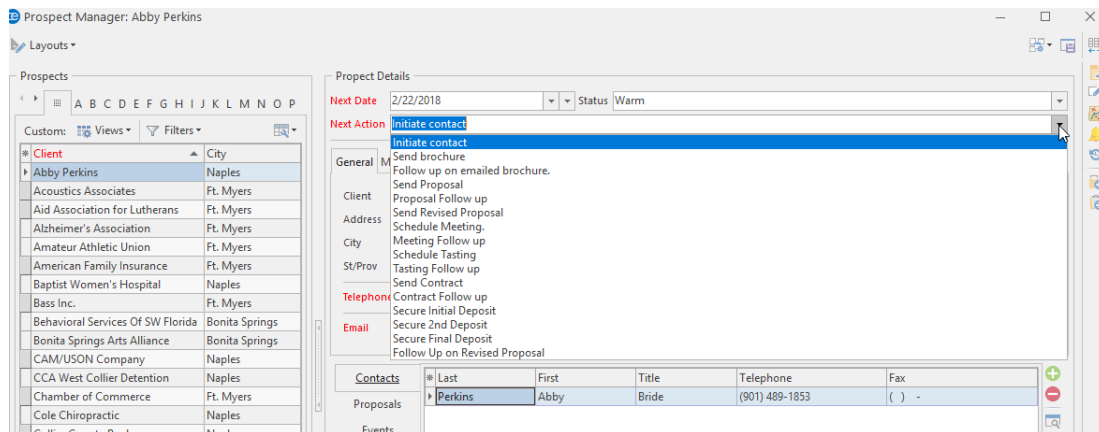 Prospect Manager: Abby Perkins
Layouts
Prospects
A B C D E F G H I J K L M N O P
Custom: Views Filters
Client City
Abby Perkins Naples
Acoustics Associates Ft. Myers
Aid Association for Lutherans Ft. Myers
Alzheimer's Association Ft. Myers
Amateur Athletic Union Ft. Myers
American Family Insurance Ft. Myers
Baptist Women's Hospital Naples
Bass Inc. Ft. Myers
Behavioral Services Of SW Florida Bonita Springs
Bonita Springs Arts Alliance Bonita Springs
CAM/USON Company Naples
CCA West Collier Detention Naples
Chamber of Commerce Ft. Myers
Cole Chiropractic Naples
Propect Details
Next Date 2/22/2018 Status Warm
Next Action Initiate contact
Initiate contact
Send brochure
Follow up on emailed brochure.
Send Proposal
Proposal Follow up
Send Revised Proposal
Schedule Meeting.
Meeting Follow up
Schedule Tasting
Tasting Follow up
Send Contract
Contract Follow up
Secure Initial Deposit
Secure 2nd Deposit
Secure Final Deposit
Follow Up on Revised Proposal
General M
Client
Address
City
St/Prov
Telephone
Email
Contacts
Proposals
Events
Last First Title Telephone Fax
Perkins Abby Bride (901) 489-1853 ( ) -